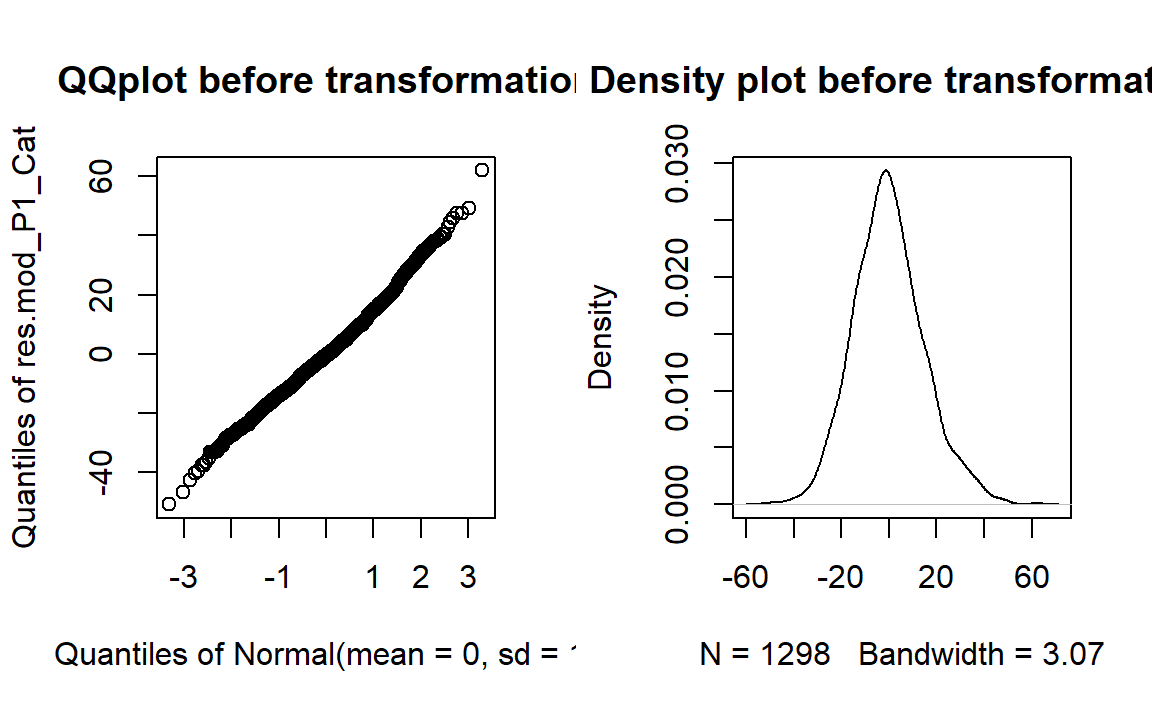 QQplot before transformation
Density plot before transformat
Quantiles of res.mod_P1_Cat
60
20
0
-40
-3
-1
1
2
3
Quantiles of Normal(mean = 0, sd =
Density
0.030
0.020
0.010
0.000
-60
-20
20
60
N = 1298 Bandwidth = 3.07